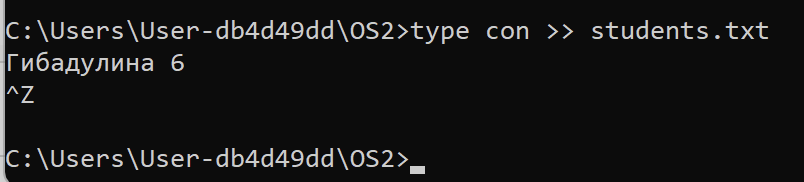 C:\Users\User-db4d49dd\OS2>type con >> students.txt
Гибадулина 6
^Z
C:\Users\User-db4d49dd\OS2>